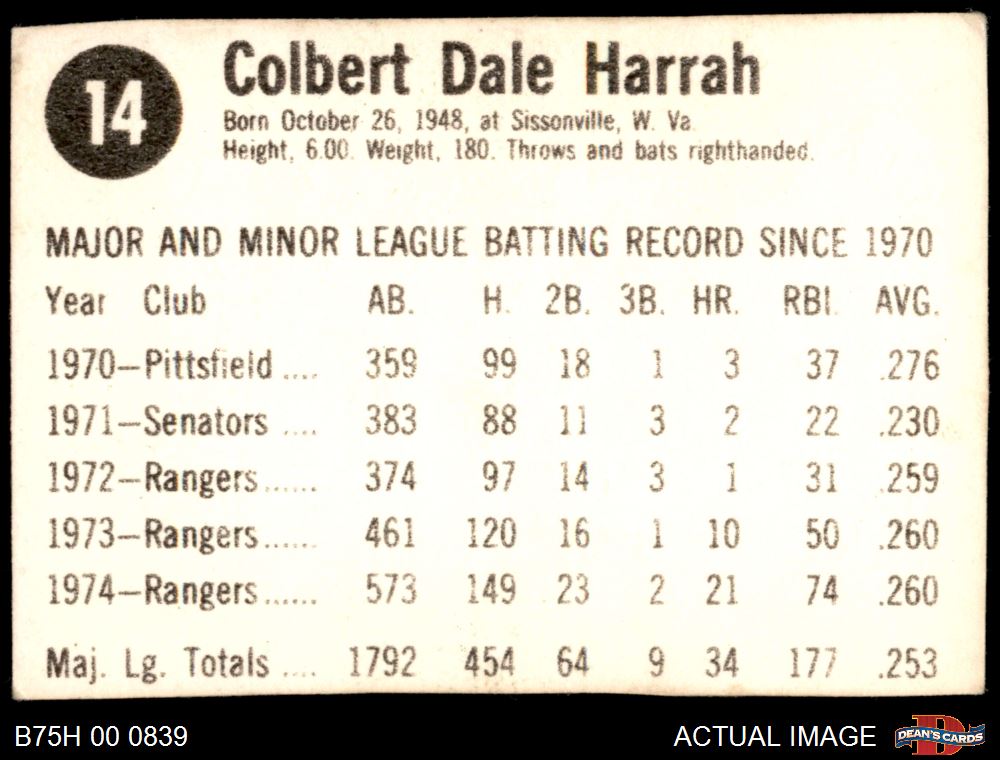 14
Colbert Dale Harrah
Born October 26, 1948, at Sissonville, W. Va.
Height, 6.00. Weight, 180. Throws and bats righthanded.
MAJOR AND MINOR LEAGUE BATTING RECORD SINCE 1970
Year Club AB. H. 2B. 3B. HR. RBI. AVG.
1970—Pittsfield .... 359 99 18 1 3 37 .276
1971—Senators .... 383 88 11 3 2 22 .230
1972—Rangers...... 374 97 14 3 1 31 .259
1973—Rangers...... 461 120 16 1 10 50 .260
1974—Rangers...... 573 149 23 2 21 74 .260
Maj. Lg. Totals .... 1792 454 64 9 34 177 .253
B75H 00 0839 ACTUAL IMAGE DEAN'S CARDS